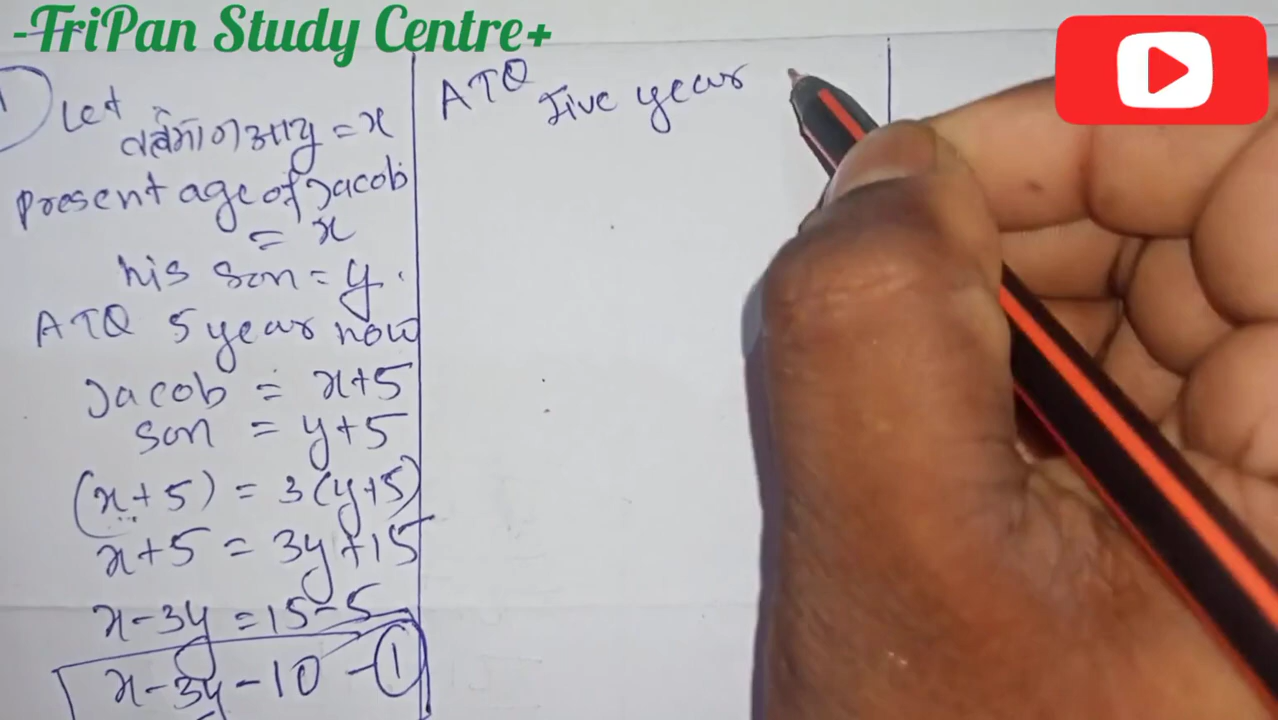 -TriPan Study Centre+
1
Let
वर्तमान आयु = x
Present age of Jacob
= x
his son = y.
ATQ 5 year now
Jacob = x+5
son = y+5
(x+5) = 3(y+5)
x+5 = 3y+15
x-3y = 15-5
x-3y-10 -①
ATQ
Five year